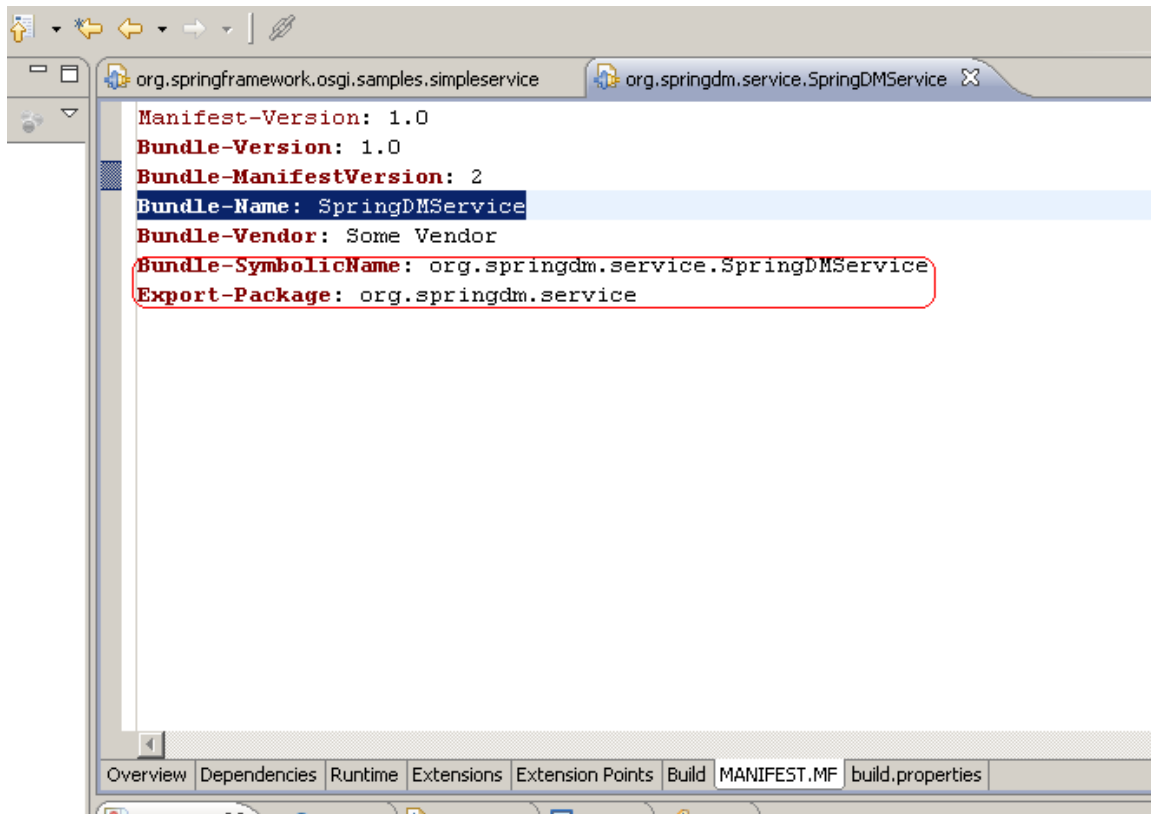 org.springframework.osgi.samples.simpleservice
org.springdm.service.SpringDMService
Manifest-Version: 1.0
Bundle-Version: 1.0
Bundle-ManifestVersion: 2
Bundle-Name: SpringDMService
Bundle-Vendor: Some Vendor
Bundle-SymbolicName: org.springdm.service.SpringDMService
Export-Package: org.springdm.service
Overview Dependencies Runtime Extensions Extension Points Build MANIFEST.MF build.properties